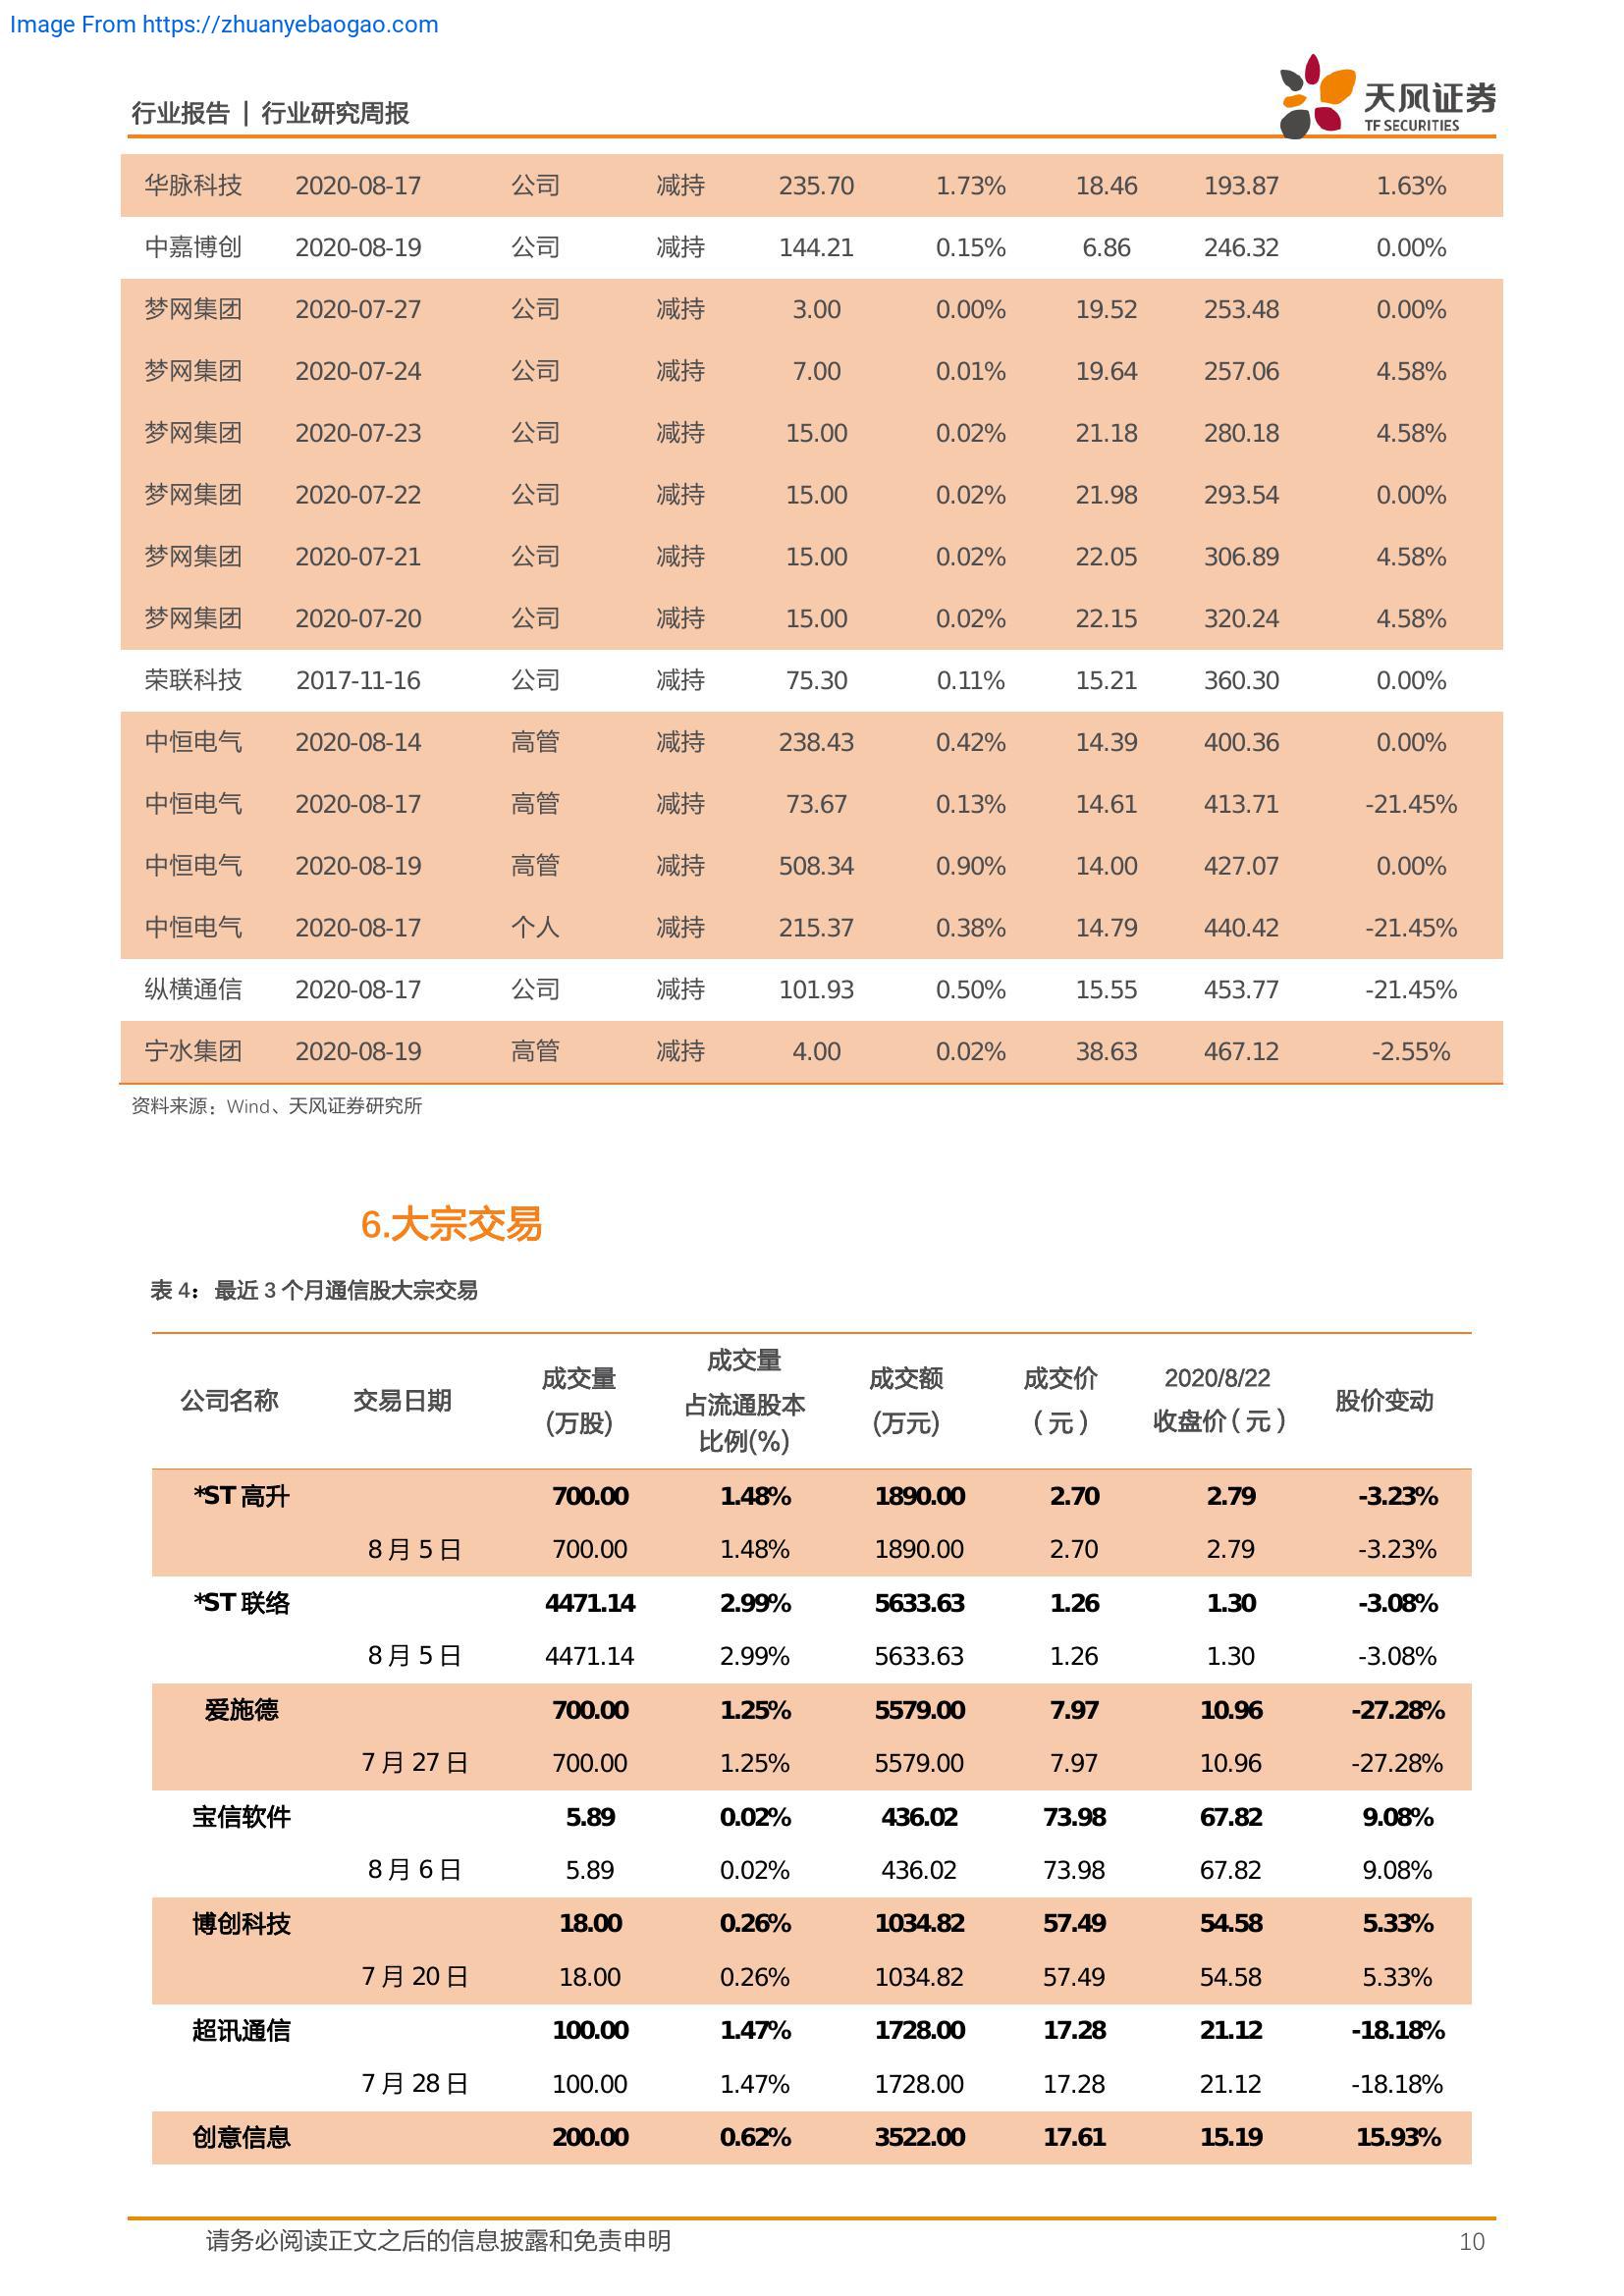 Image From https://zhuanyebaogao.com
行业报告 | 行业研究周报
天风证券
TF SECURITIES
华脉科技 2020-08-17 公司 减持 235.70 1.73% 18.46 193.87 1.63%
中嘉博创 2020-08-19 公司 减持 144.21 0.15% 6.86 246.32 0.00%
梦网集团 2020-07-27 公司 减持 3.00 0.00% 19.52 253.48 0.00%
梦网集团 2020-07-24 公司 减持 7.00 0.01% 19.64 257.06 4.58%
梦网集团 2020-07-23 公司 减持 15.00 0.02% 21.18 280.18 4.58%
梦网集团 2020-07-22 公司 减持 15.00 0.02% 21.98 293.54 0.00%
梦网集团 2020-07-21 公司 减持 15.00 0.02% 22.05 306.89 4.58%
梦网集团 2020-07-20 公司 减持 15.00 0.02% 22.15 320.24 4.58%
荣联科技 2017-11-16 公司 减持 75.30 0.11% 15.21 360.30 0.00%
中恒电气 2020-08-14 高管 减持 238.43 0.42% 14.39 400.36 0.00%
中恒电气 2020-08-17 高管 减持 73.67 0.13% 14.61 413.71 -21.45%
中恒电气 2020-08-19 高管 减持 508.34 0.90% 14.00 427.07 0.00%
中恒电气 2020-08-17 个人 减持 215.37 0.38% 14.79 440.42 -21.45%
纵横通信 2020-08-17 公司 减持 101.93 0.50% 15.55 453.77 -21.45%
宁水集团 2020-08-19 高管 减持 4.00 0.02% 38.63 467.12 -2.55%
资料来源：Wind、天风证券研究所
6.大宗交易
表 4：最近 3 个月通信股大宗交易
公司名称 交易日期 成交量(万股) 成交量占流通股本比例(%) 成交额(万元) 成交价（元） 2020/8/22收盘价（元） 股价变动
*ST 高升 700.00 1.48% 1890.00 2.70 2.79 -3.23%
8 月 5 日 700.00 1.48% 1890.00 2.70 2.79 -3.23%
*ST 联络 4471.14 2.99% 5633.63 1.26 1.30 -3.08%
8 月 5 日 4471.14 2.99% 5633.63 1.26 1.30 -3.08%
爱施德 700.00 1.25% 5579.00 7.97 10.96 -27.28%
7 月 27 日 700.00 1.25% 5579.00 7.97 10.96 -27.28%
宝信软件 5.89 0.02% 436.02 73.98 67.82 9.08%
8 月 6 日 5.89 0.02% 436.02 73.98 67.82 9.08%
博创科技 18.00 0.26% 1034.82 57.49 54.58 5.33%
7 月 20 日 18.00 0.26% 1034.82 57.49 54.58 5.33%
超讯通信 100.00 1.47% 1728.00 17.28 21.12 -18.18%
7 月 28 日 100.00 1.47% 1728.00 17.28 21.12 -18.18%
创意信息 200.00 0.62% 3522.00 17.61 15.19 15.93%
请务必阅读正文之后的信息披露和免责申明 10